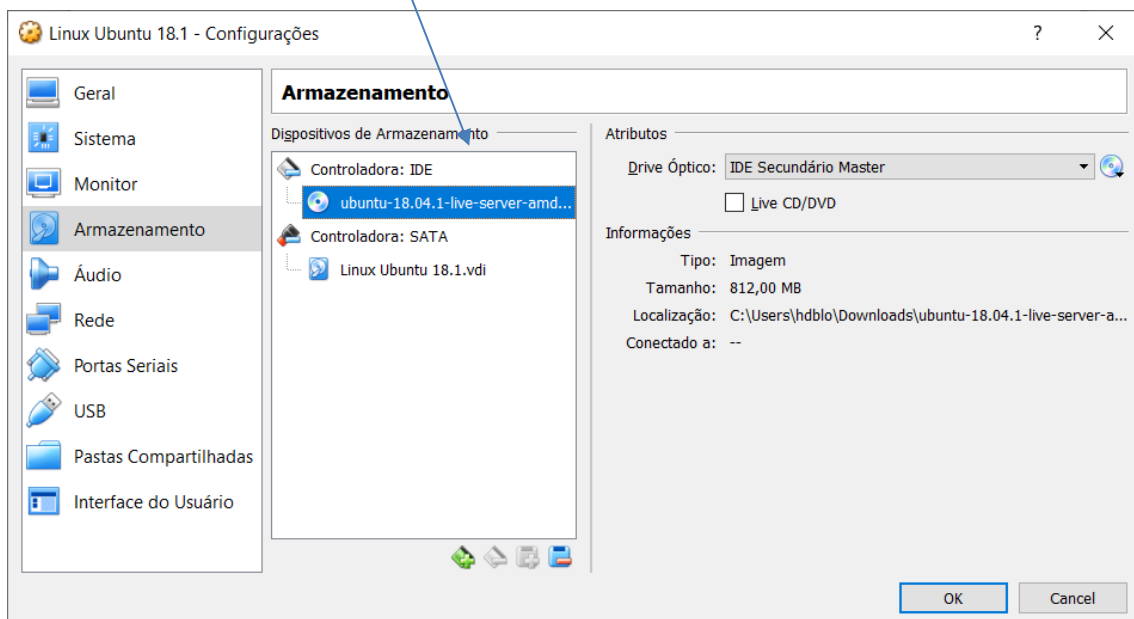 Linux Ubuntu 18.1 - Configurações ?
Geral
Sistema
Monitor
Armazenamento
Áudio
Rede
Portas Seriais
USB
Pastas Compartilhadas
Interface do Usuário
Armazenamento
Dispositivos de Armazenamento
Controladora: IDE
ubuntu-18.04.1-live-server-amd...
Controladora: SATA
Linux Ubuntu 18.1.vdi
Atributos
Drive Óptico: IDE Secundário Master
Live CD/DVD
Informações
Tipo: Imagem
Tamanho: 812,00 MB
Localização: C:\Users\hdblo\Downloads\ubuntu-18.04.1-live-server-a...
Conectado a: --
OK Cancel